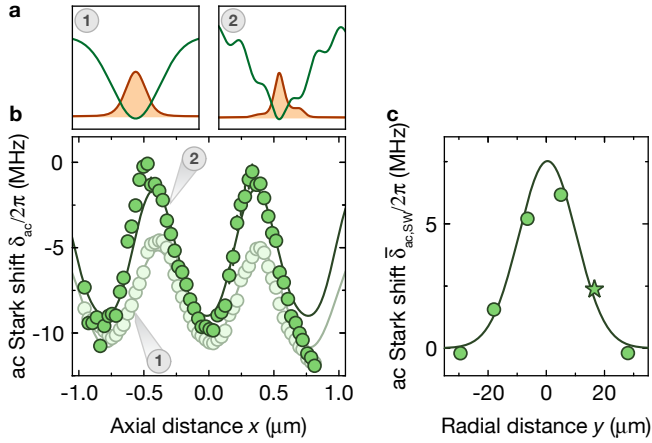 a
1
2
b
c
ac Stark shift δac/2π (MHz)
0
-5
-10
2
1
-1.0
-0.5
0.0
0.5
1.0
Axial distance x (μm)
ac Stark shift δ̄ac,SW/2π (MHz)
5
0
-20
0
20
Radial distance y (μm)